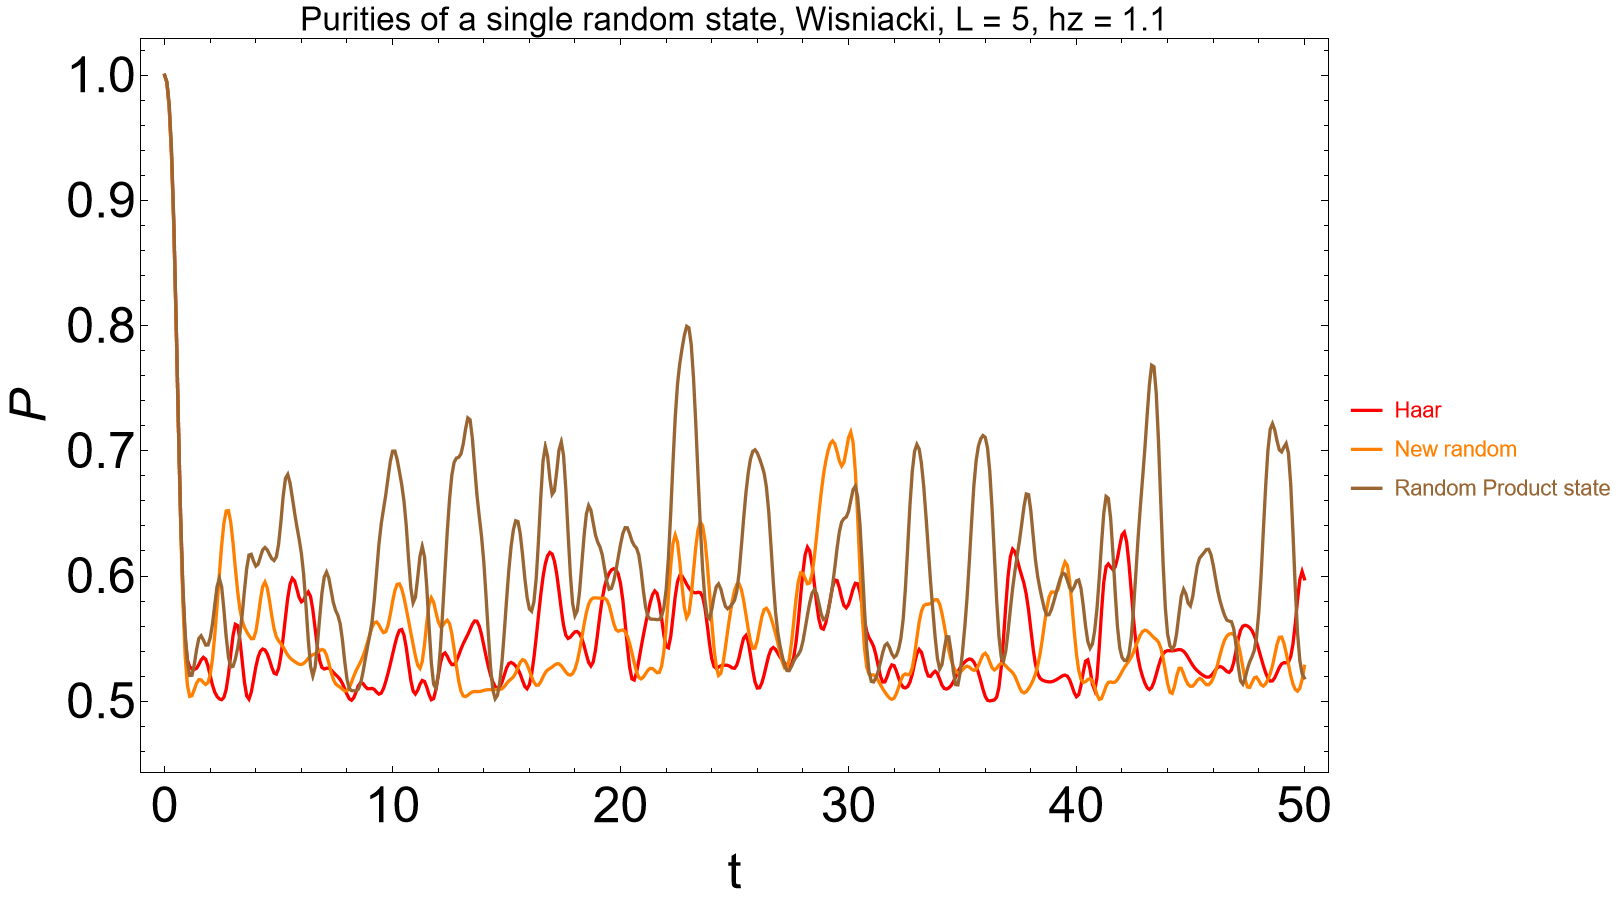 Purities of a single random state, Wisniacki, L = 5, hz = 1.1
1.0
0.9
0.8
0.7
0.6
0.5
P
0 10 20 30 40 50
t
Haar
New random
Random Product state